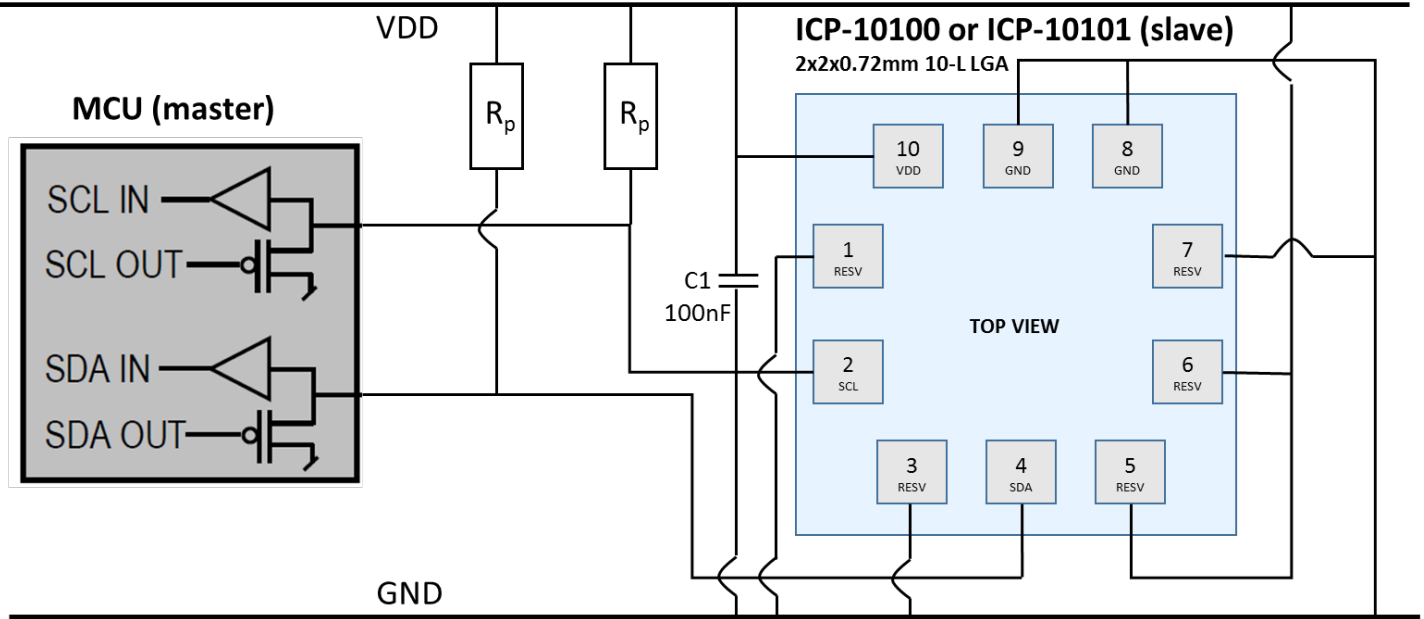 VDD
ICP-10100 or ICP-10101 (slave)
2x2x0.72mm 10-L LGA
MCU (master)
Rp
Rp
SCL IN
SCL OUT
SDA IN
SDA OUT
C1
100nF
10
VDD
9
GND
8
GND
1
RESV
7
RESV
TOP VIEW
2
SCL
6
RESV
3
RESV
4
SDA
5
RESV
GND